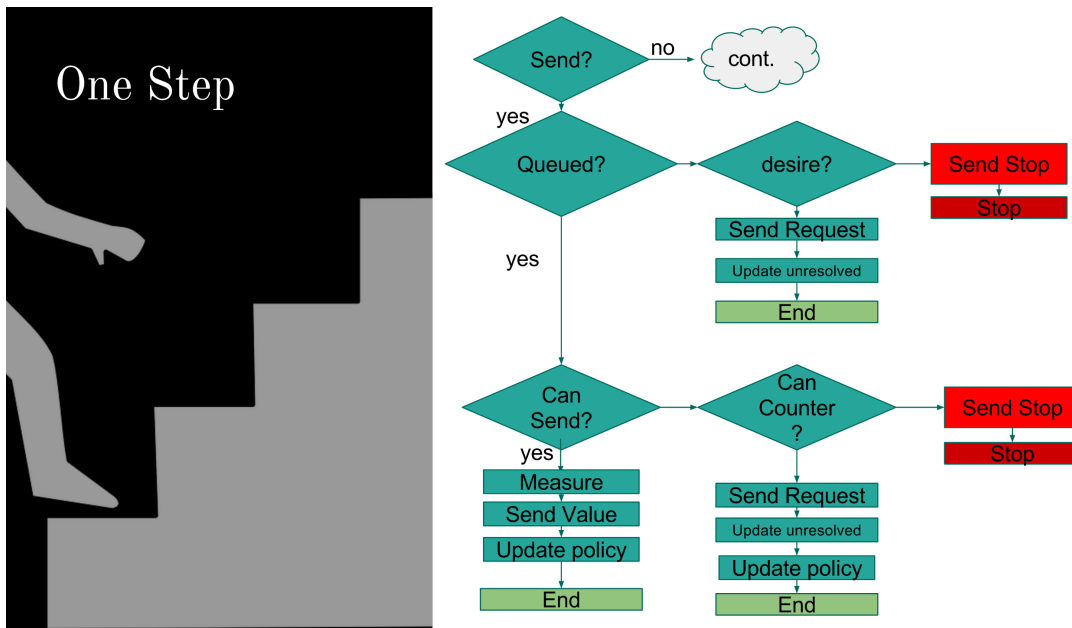 One Step
Send?
no
cont.
yes
Queued?
desire?
Send Stop
Stop
Send Request
yes
Update unresolved
End
Can
Send?
Can
Counter
?
Send Stop
Stop
yes
Measure
Send Value
Update policy
End
Send Request
Update unresolved
Update policy
End